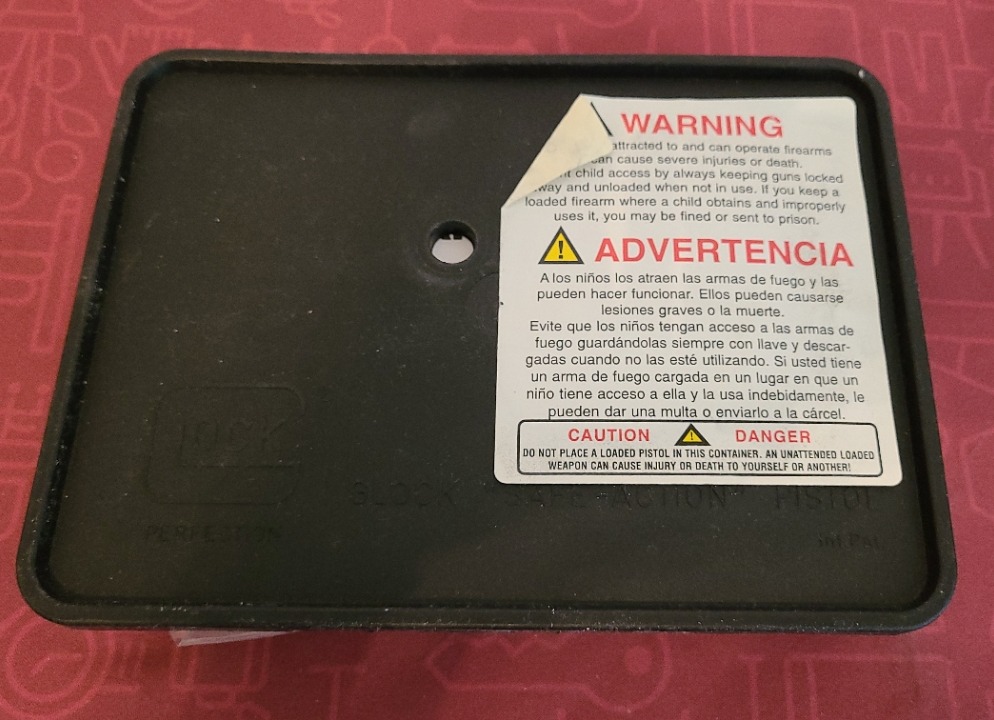 WARNING
attracted to and can operate firearms
can cause severe injuries or death.
child access by always keeping guns locked
way and unloaded when not in use. If you keep a
loaded firearm where a child obtains and improperly
uses it, you may be fined or sent to prison.
ADVERTENCIA
A los niños los atraen las armas de fuego y las
pueden hacer funcionar. Ellos pueden causarse
lesiones graves o la muerte.
Evite que los niños tengan acceso a las armas de
fuego guardándolas siempre con llave y descar-
gadas cuando no las esté utilizando. Si usted tiene
un arma de fuego cargada en un lugar en que un
niño tiene acceso a ella y la usa indebidamente, le
pueden dar una multa o enviarlo a la cárcel.
CAUTION DANGER
DO NOT PLACE A LOADED PISTOL IN THIS CONTAINER. AN UNATTENDED LOADED
WEAPON CAN CAUSE INJURY OR DEATH TO YOURSELF OR ANOTHER!
GLOCK
GLOCK "SAFE ACTION" PISTOL
PERFECTION